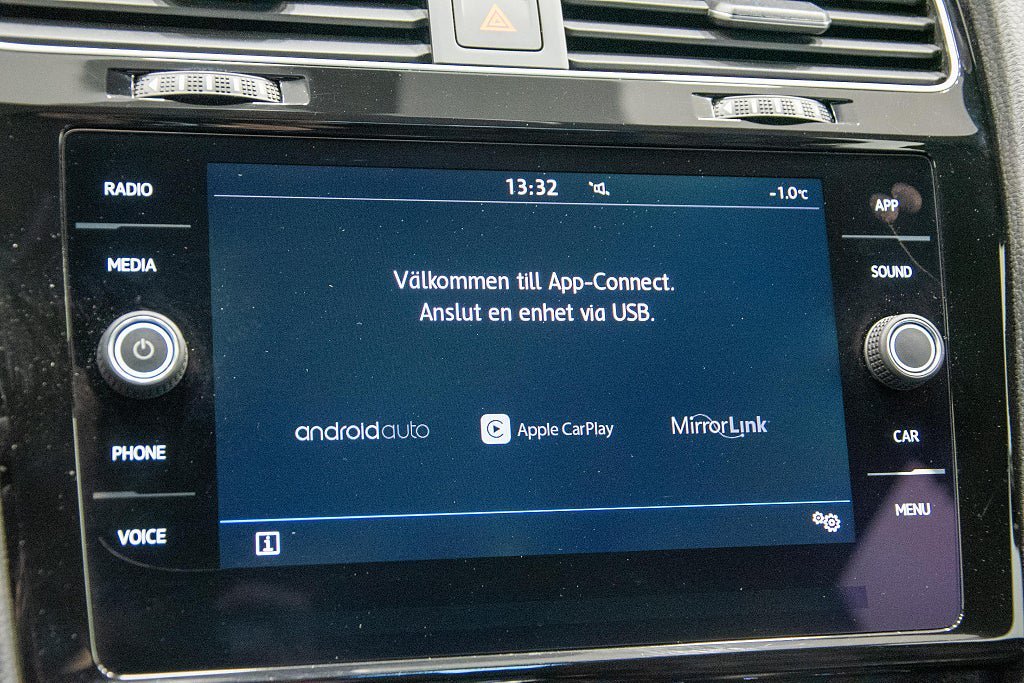 13:32
-1.0°C
RADIO
MEDIA
PHONE
VOICE
Välkommen till App-Connect.
Anslut en enhet via USB.
androidauto
Apple CarPlay
MirrorLink
i
APP
SOUND
CAR
MENU